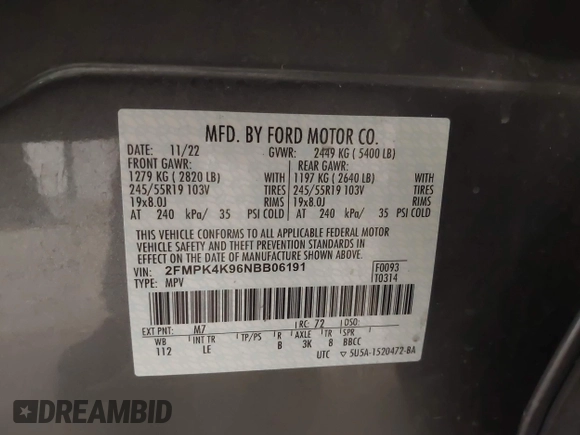 MFD. BY FORD MOTOR CO.
DATE: 11/22 GVWR: 2449 KG ( 5400 LB)
FRONT GAWR: REAR GAWR:
1279 KG ( 2820 LB) WITH 1197 KG ( 2640 LB) WITH
245/55R19 103V TIRES 245/55R19 103V TIRES
19x8.0J RIMS 19x8.0J RIMS
AT 240 kPa/ 35 PSI COLD AT 240 kPa/ 35 PSI COLD
THIS VEHICLE CONFORMS TO ALL APPLICABLE FEDERAL MOTOR
VEHICLE SAFETY AND THEFT PREVENTION STANDARDS IN
EFFECT ON THE DATE OF MANUFACTURE SHOWN ABOVE.
VIN: 2FMPK4K96NBB06191 F0093
TYPE: MPV T0314
EXT PNT: M7 RC: 72 DSO:
WB INT TR TP/PS R AXLE TR SPR
112 LE B 3K 8 BBCC
UTC ▽ 5U5A-1520472-BA
DREAMBID